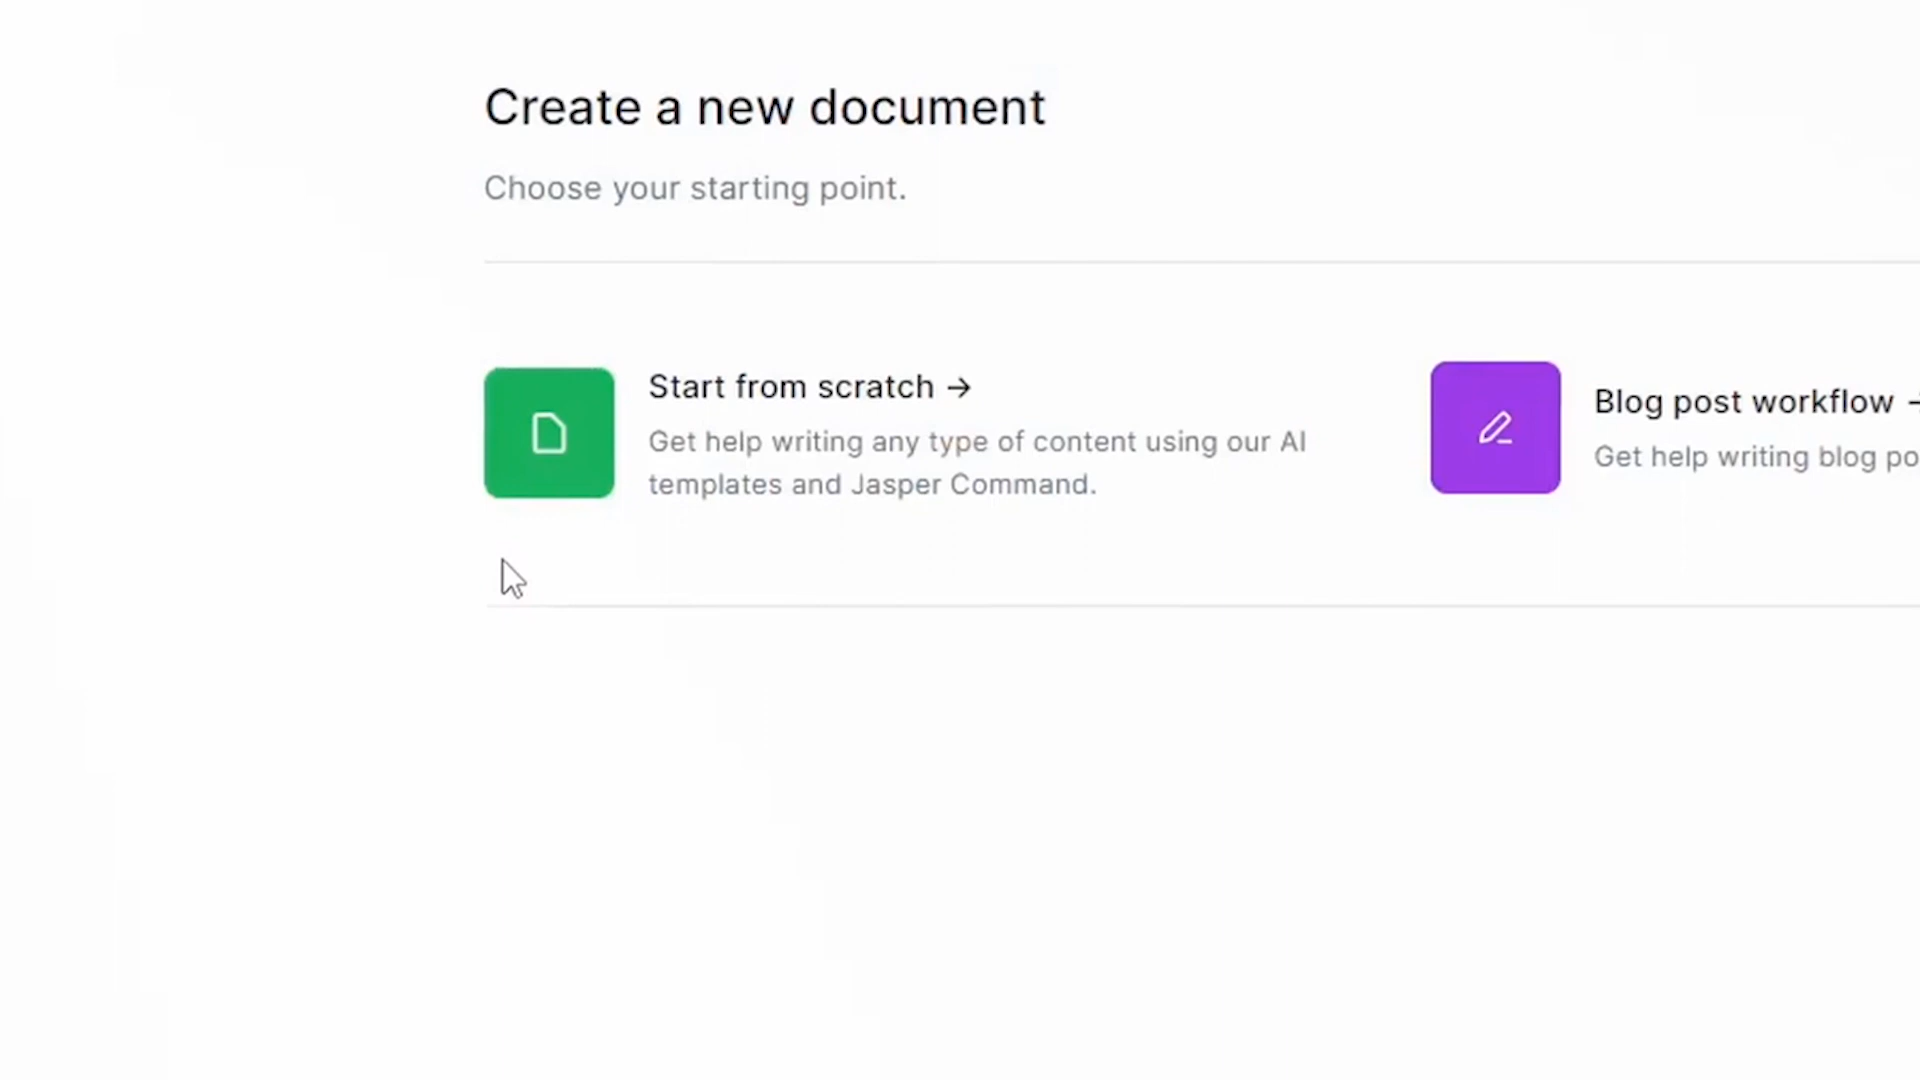 Create a new document
Choose your starting point.
Start from scratch →
Get help writing any type of content using our AI
templates and Jasper Command.
Blog post workflow
Get help writing blog